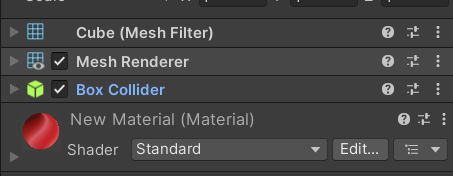 Cube (Mesh Filter)
Mesh Renderer
Box Collider
New Material (Material)
Shader Standard Edit...